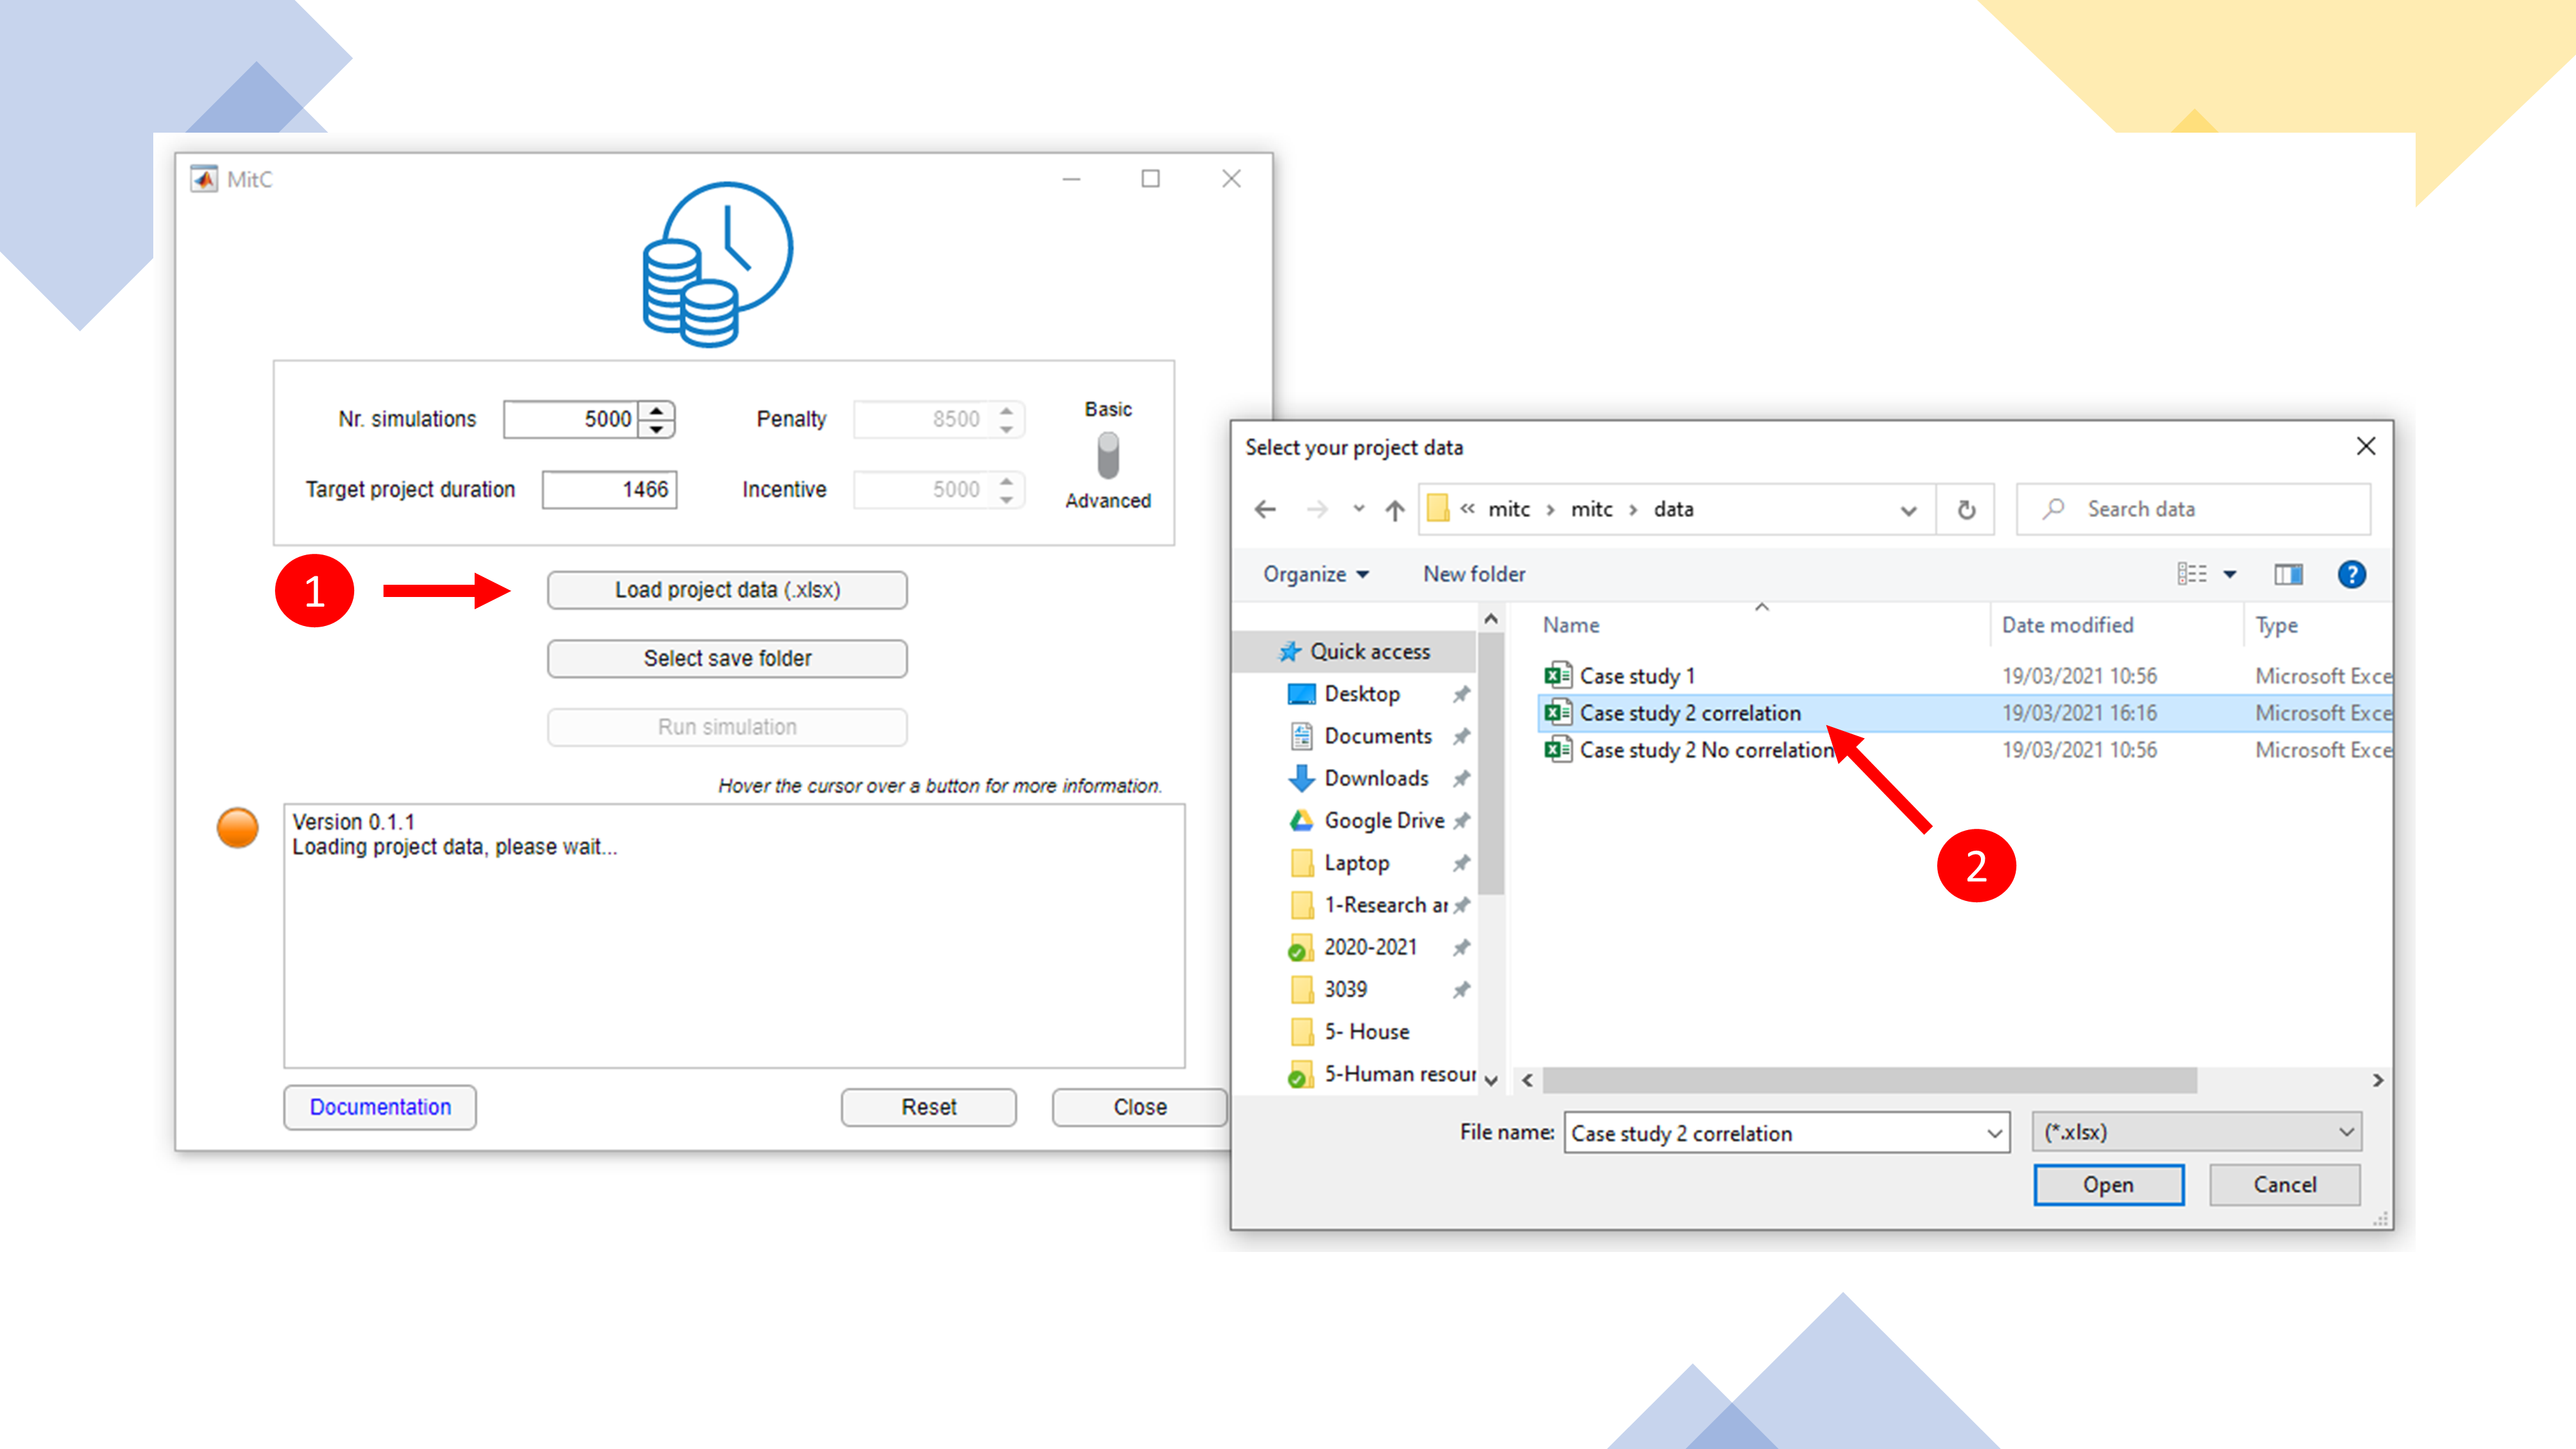 MitC
Nr. simulations 5000 Penalty 8500 Basic
Target project duration 1466 Incentive 5000 Advanced
1 Load project data (.xlsx)
Select save folder
Run simulation
Hover the cursor over a button for more information.
Version 0.1.1
Loading project data, please wait...
Documentation Reset Close
Select your project data
« mitc › mitc › data Search data
Organize New folder ?
Name Date modified Type
Quick access
Desktop
Documents
Downloads
Google Drive
Laptop
1-Research ar
2020-2021
3039
5- House
5-Human resour
Case study 1 19/03/2021 10:56 Microsoft Exce
Case study 2 correlation 19/03/2021 16:16 Microsoft Exce
Case study 2 No correlation 19/03/2021 10:56 Microsoft Exce
2
File name: Case study 2 correlation (*.xlsx)
Open Cancel